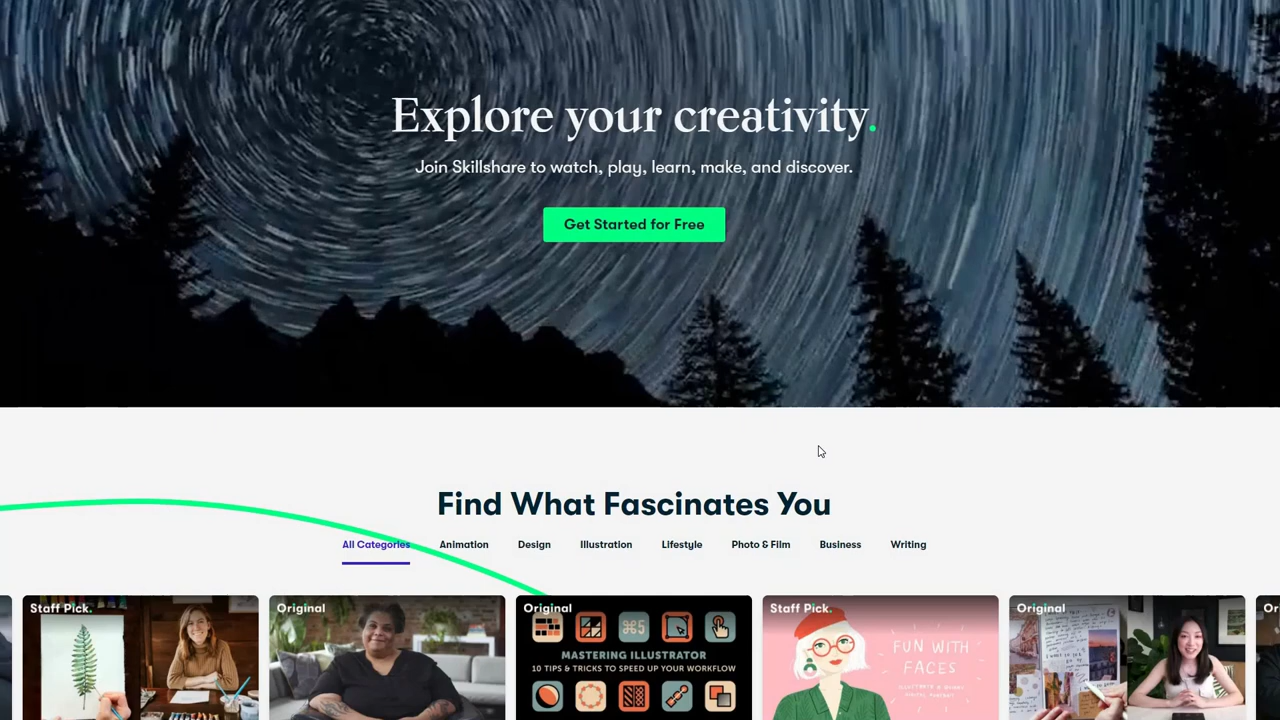 Explore your creativity.
Join Skillshare to watch, play, learn, make, and discover.
Get Started for Free
Find What Fascinates You
All Categories Animation Design Illustration Lifestyle Photo & Film Business Writing
Staff Pick.
Original
Original
⌘5
MASTERING ILLUSTRATOR
10 TIPS & TRICKS TO SPEED UP YOUR WORKFLOW
Staff Pick.
FUN WITH
FACES
Original
Or